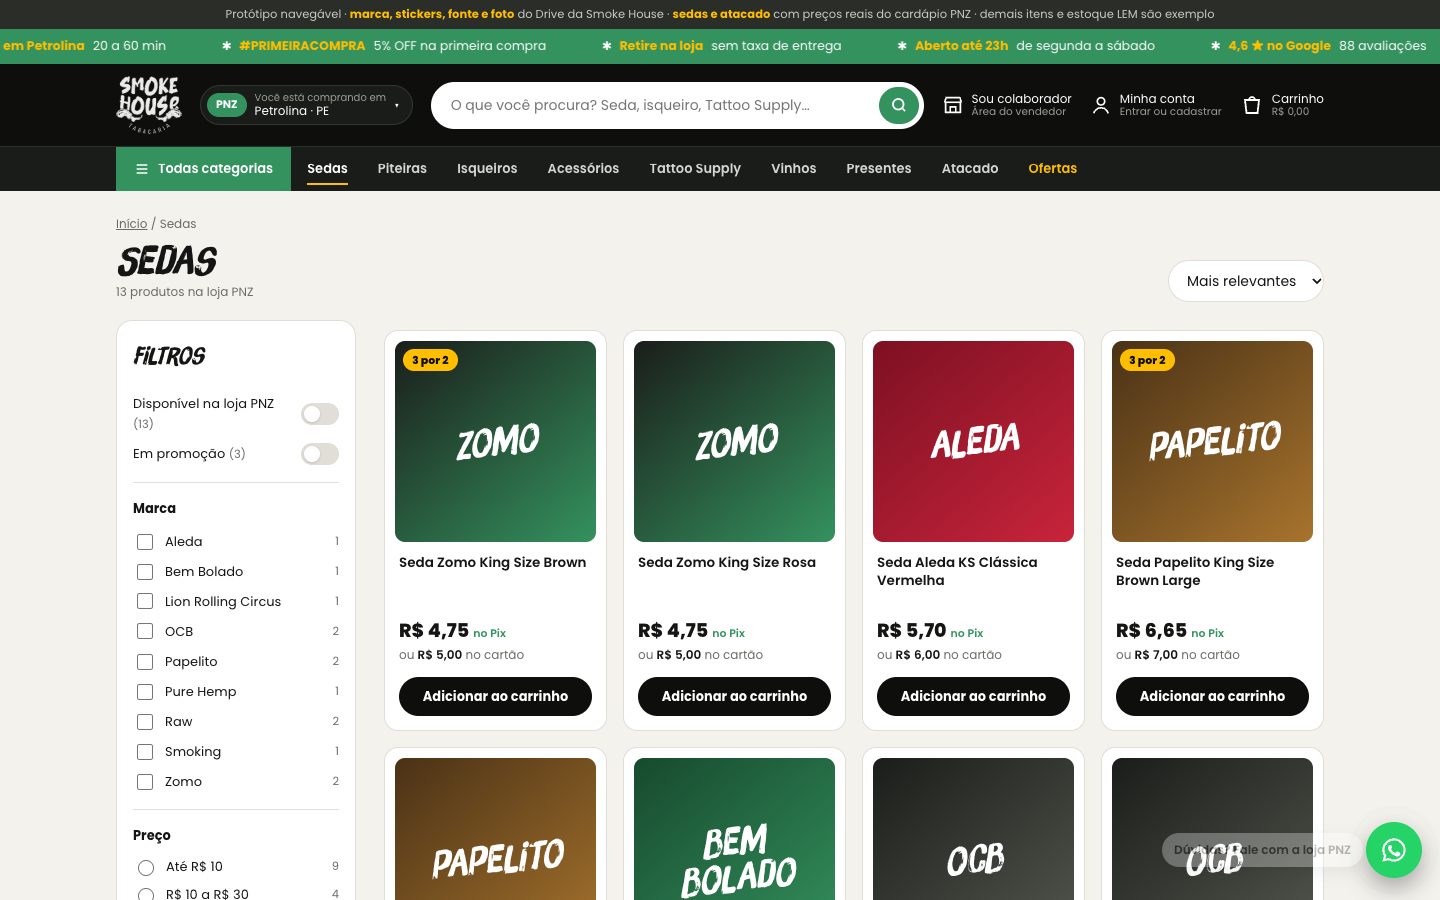 Protótipo navegável · marca, stickers, fonte e foto do Drive da Smoke House · sedas e atacado com preços reais do cardápio PNZ · demais itens e estoque LEM são exemplo
em Petrolina 20 a 60 min ✱ #PRIMEIRACOMPRA 5% OFF na primeira compra ✱ Retire na loja sem taxa de entrega ✱ Aberto até 23h de segunda a sábado ✱ 4,6 ★ no Google 88 avaliações
SMOKE
HOUSE
TABACARIA
PNZ
Você está comprando em
Petrolina · PE
O que você procura? Seda, isqueiro, Tattoo Supply...
Sou colaborador
Área do vendedor
Minha conta
Entrar ou cadastrar
Carrinho
R$ 0,00
Todas categorias Sedas Piteiras Isqueiros Acessórios Tattoo Supply Vinhos Presentes Atacado Ofertas
Início / Sedas
SEDAS
13 produtos na loja PNZ
Mais relevantes
FILTROS
Disponível na loja PNZ
(13)
Em promoção (3)
Marca
Aleda 1
Bem Bolado 1
Lion Rolling Circus 1
OCB 2
Papelito 2
Pure Hemp 1
Raw 2
Smoking 1
Zomo 2
Preço
Até R$ 10 9
R$ 10 a R$ 30 4
3 por 2
ZOMO
Seda Zomo King Size Brown
R$ 4,75 no Pix
ou R$ 5,00 no cartão
Adicionar ao carrinho
ZOMO
Seda Zomo King Size Rosa
R$ 4,75 no Pix
ou R$ 5,00 no cartão
Adicionar ao carrinho
ALEDA
Seda Aleda KS Clássica
Vermelha
R$ 5,70 no Pix
ou R$ 6,00 no cartão
Adicionar ao carrinho
3 por 2
PAPELITO
Seda Papelito King Size
Brown Large
R$ 6,65 no Pix
ou R$ 7,00 no cartão
Adicionar ao carrinho
PAPELITO
BEM
BOLADO
OCB
OCB
Fale com a loja PNZ